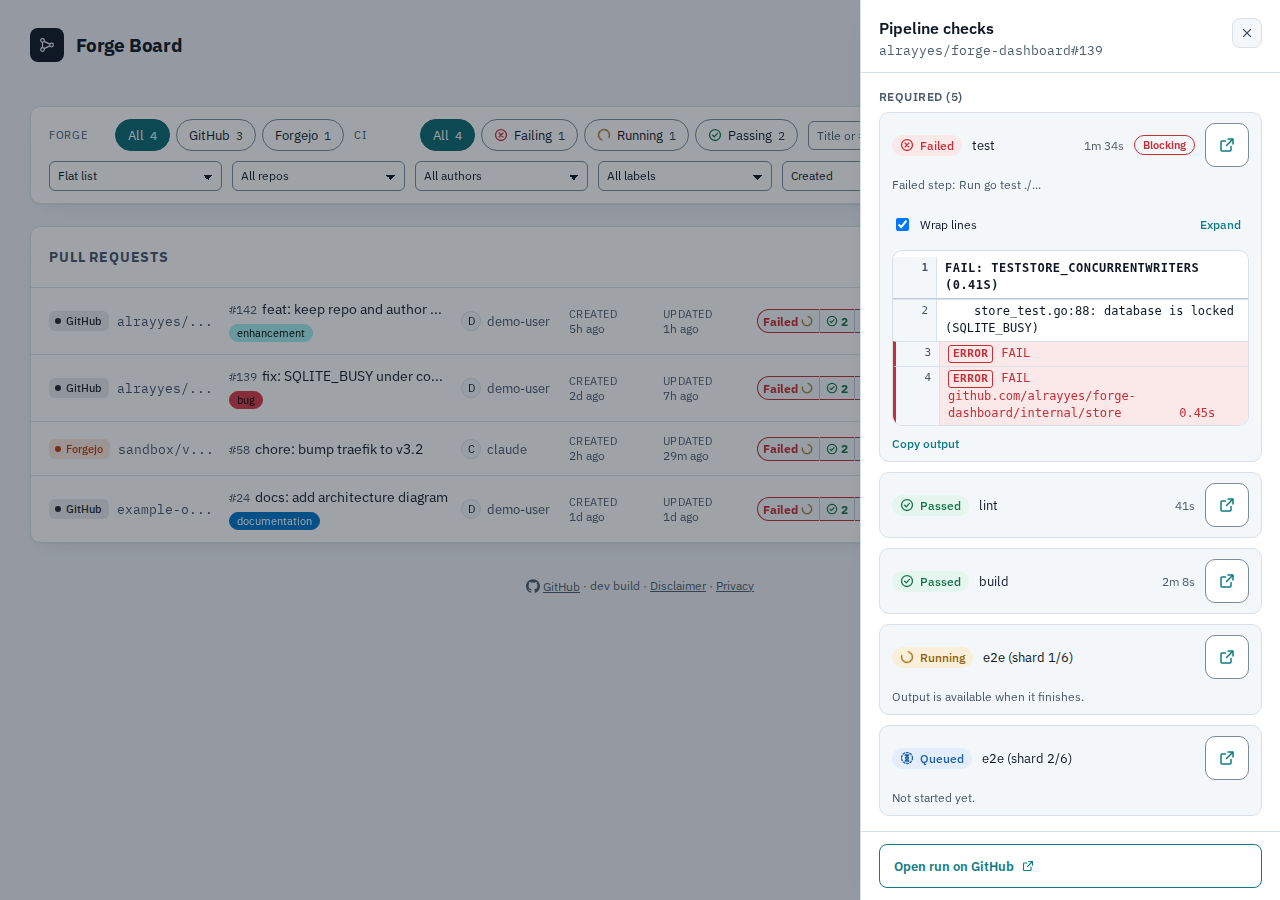 Forge Board
FORGE All 4 GitHub 3 Forgejo 1 CI All 4 Failing 1 Running 1 Passing 2 Title or
Flat list All repos All authors All labels Created
PULL REQUESTS
GitHub alrayyes/... #142 feat: keep repo and author ... D demo-user CREATED UPDATED Failed 2
enhancement 5h ago 1h ago
GitHub alrayyes/... #139 fix: SQLITE_BUSY under co... D demo-user CREATED UPDATED Failed 2
bug 2d ago 7h ago
Forgejo sandbox/v... #58 chore: bump traefik to v3.2 C claude CREATED UPDATED Failed 2
2h ago 29m ago
GitHub example-o... #24 docs: add architecture diagram D demo-user CREATED UPDATED Failed 2
documentation 1d ago 1d ago
GitHub · dev build · Disclaimer · Privacy
Pipeline checks
alrayyes/forge-dashboard#139
REQUIRED (5)
Failed test 1m 34s Blocking
Failed step: Run go test ./...
Wrap lines Expand
1 FAIL: TESTSTORE_CONCURRENTWRITERS
(0.41S)
2 store_test.go:88: database is locked
(SQLITE_BUSY)
3 ERROR FAIL
4 ERROR FAIL
github.com/alrayyes/forge-
dashboard/internal/store 0.45s
Copy output
Passed lint 41s
Passed build 2m 8s
Running e2e (shard 1/6)
Output is available when it finishes.
Queued e2e (shard 2/6)
Not started yet.
Open run on GitHub